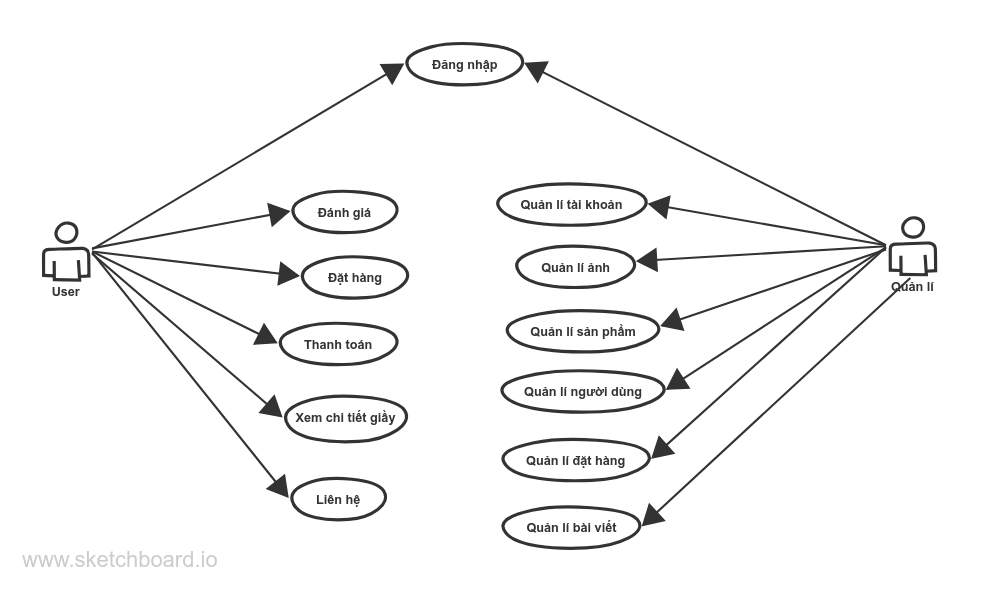 Đăng nhập
Đánh giá
Đặt hàng
Thanh toán
Xem chi tiết giầy
Liên hệ
User
Quản lí tài khoản
Quản lí ảnh
Quản lí sản phẩm
Quản lí người dùng
Quản lí đặt hàng
Quản lí bài viết
Quản lí
www.sketchboard.io